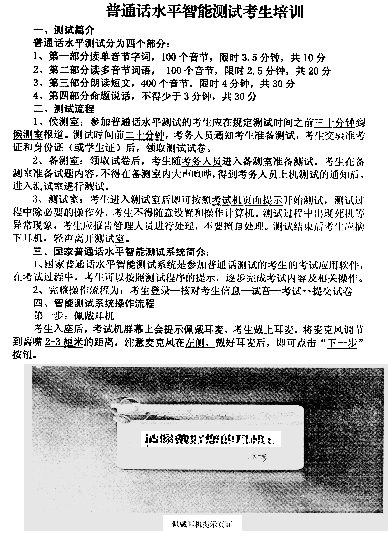 普通话水平智能测试考生培训
一、测试简介
普通话水平测试分为四个部分：
1、第一部分读单音节字词，100个音节，限时3.5分钟，共10分
2、第二部分读多音节词语，100个音节，限时2.5分钟，共20分
3、第三部分朗读短文，400个音节，限时4分钟，共30分
4、第四部分命题说话，不得少于3分钟，共30分
二、测试流程
1、候测室：参加普通话水平测试的考生应在规定测试时间之前三十分钟到
候测室报道。测试时间前二十分钟，考务人员通知考生准备测试，考生交验准考
证和身份证（或学生证）后，领取测试试卷。
2、备测室：领取试卷后，考生随考务人员进入备测室准备测试，考生在备
测室准备试题内容，不得在备测室内大声喧哗，得到考务人员上机测试的通知后，
进入测试室进行测试。
3、测试室：考生进入测试室后即可按照考试机页面提示开始测试，测试过
程中除必要的操作外，考生不得随意设置和操作计算机。测试过程中出现死机等
异常现象，考生应报告管理人员进行处理，不要擅自处理。测试结束后考生应摘
下耳机，轻声离开测试室。
三、国家普通话水平智能测试系统简介：
1、国家普通话水平智能测试系统是参加普通话测试的考生的考试应用软件，
在考试过程中，考生可以按照测试程序的提示，逐步完成考试内容及相关操作。
2、完整操作流程为：考生登录—核对考生信息—试音—考试—提交试卷
四、智能测试系统操作流程
第一步：佩戴耳机
考生入座后，考试机屏幕上会提示佩戴耳麦，考生戴上耳麦，将麦克风调节
到离嘴2-3厘米的距离，注意麦克风在左侧，戴好耳麦后，即可点击“下一步”
按钮。
佩戴耳机提示页面